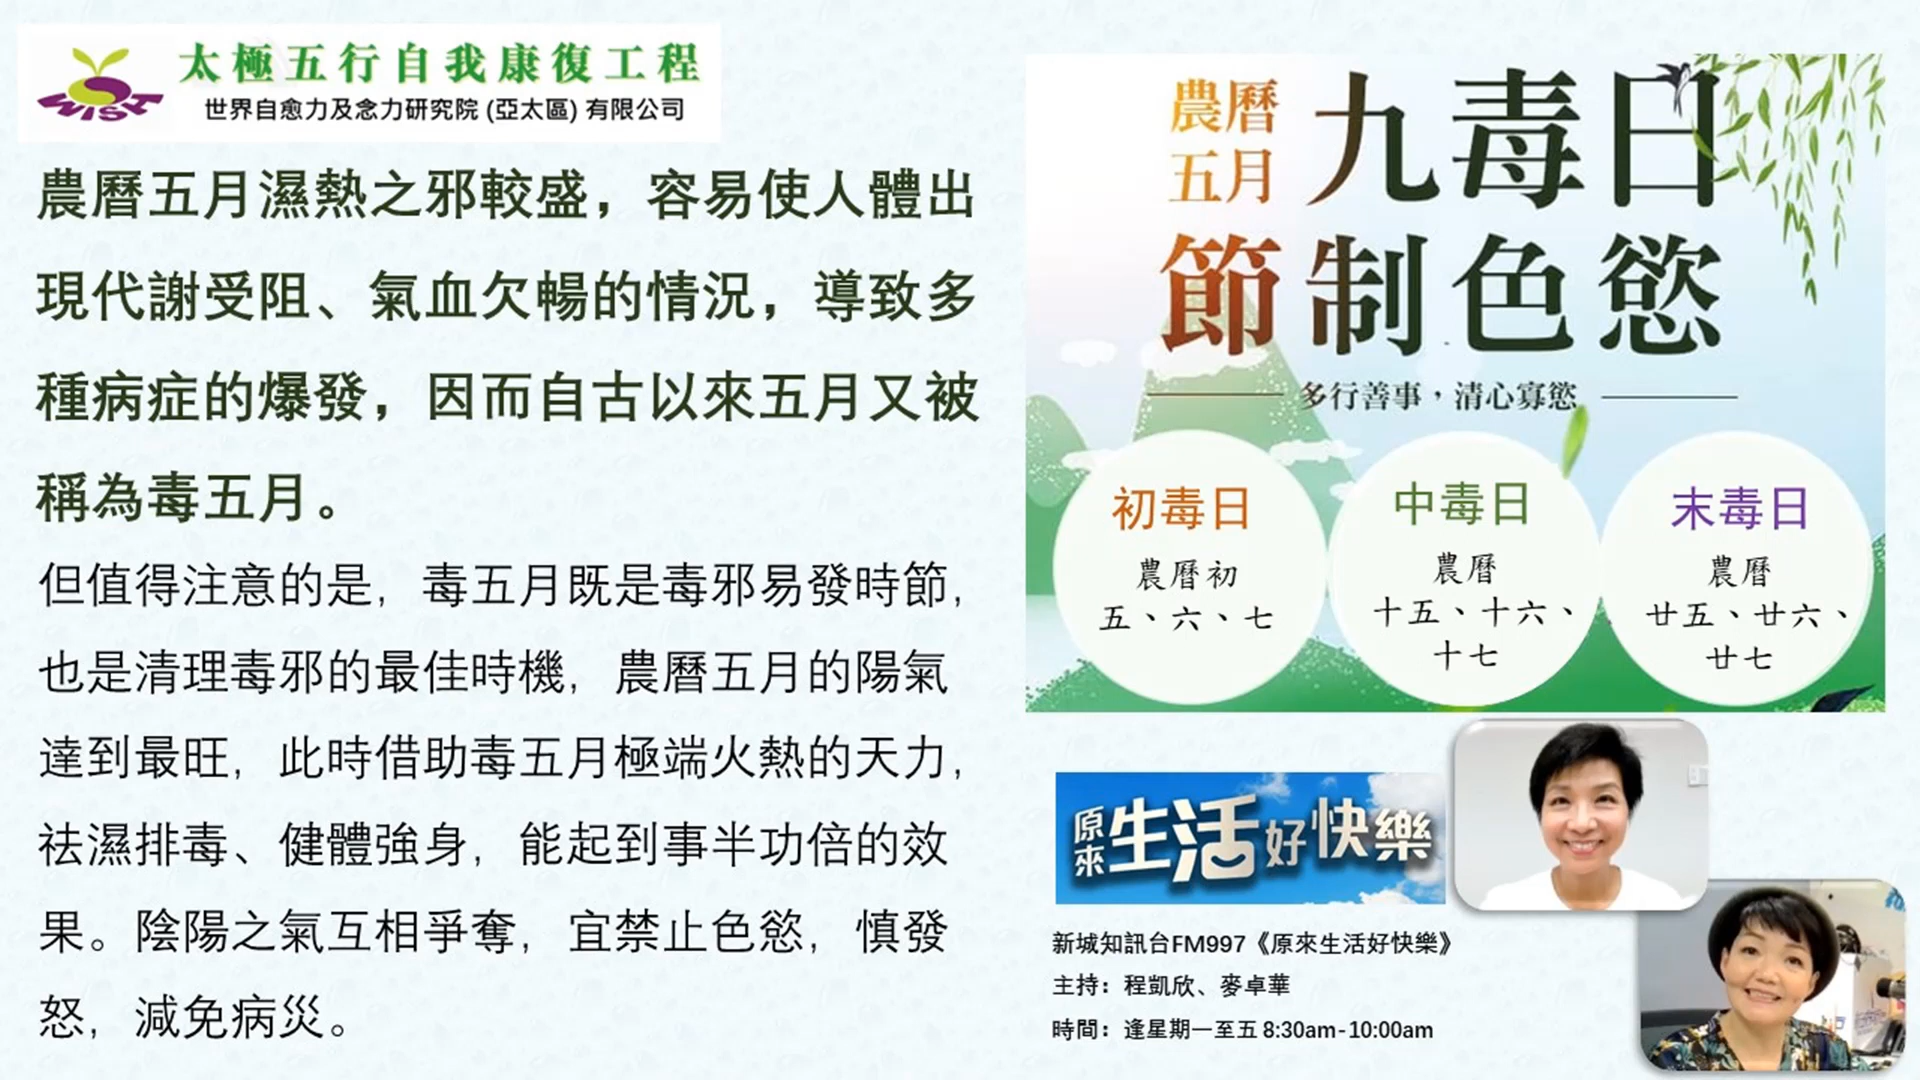 太極五行自我康復工程
WISH
世界自愈力及念力研究院 (亞太區) 有限公司
農曆五月濕熱之邪較盛，容易使人體出
現代謝受阻、氣血欠暢的情況，導致多
種病症的爆發，因而自古以來五月又被
稱為毒五月。
但值得注意的是，毒五月既是毒邪易發時節，
也是清理毒邪的最佳時機，農曆五月的陽氣
達到最旺，此時借助毒五月極端火熱的天力，
祛濕排毒、健體強身，能起到事半功倍的效
果。陰陽之氣互相爭奪，宜禁止色慾，慎發
怒，減免病災。
農曆
五月
九毒日
節制色慾
多行善事，清心寡慾
初毒日
農曆初
五、六、七
中毒日
農曆
十五、十六、
十七
末毒日
農曆
廿五、廿六、
廿七
原來生活好快樂
新城知訊台FM997《原來生活好快樂》
主持：程凱欣、麥卓華
時間：逢星期一至五 8:30am-10:00am